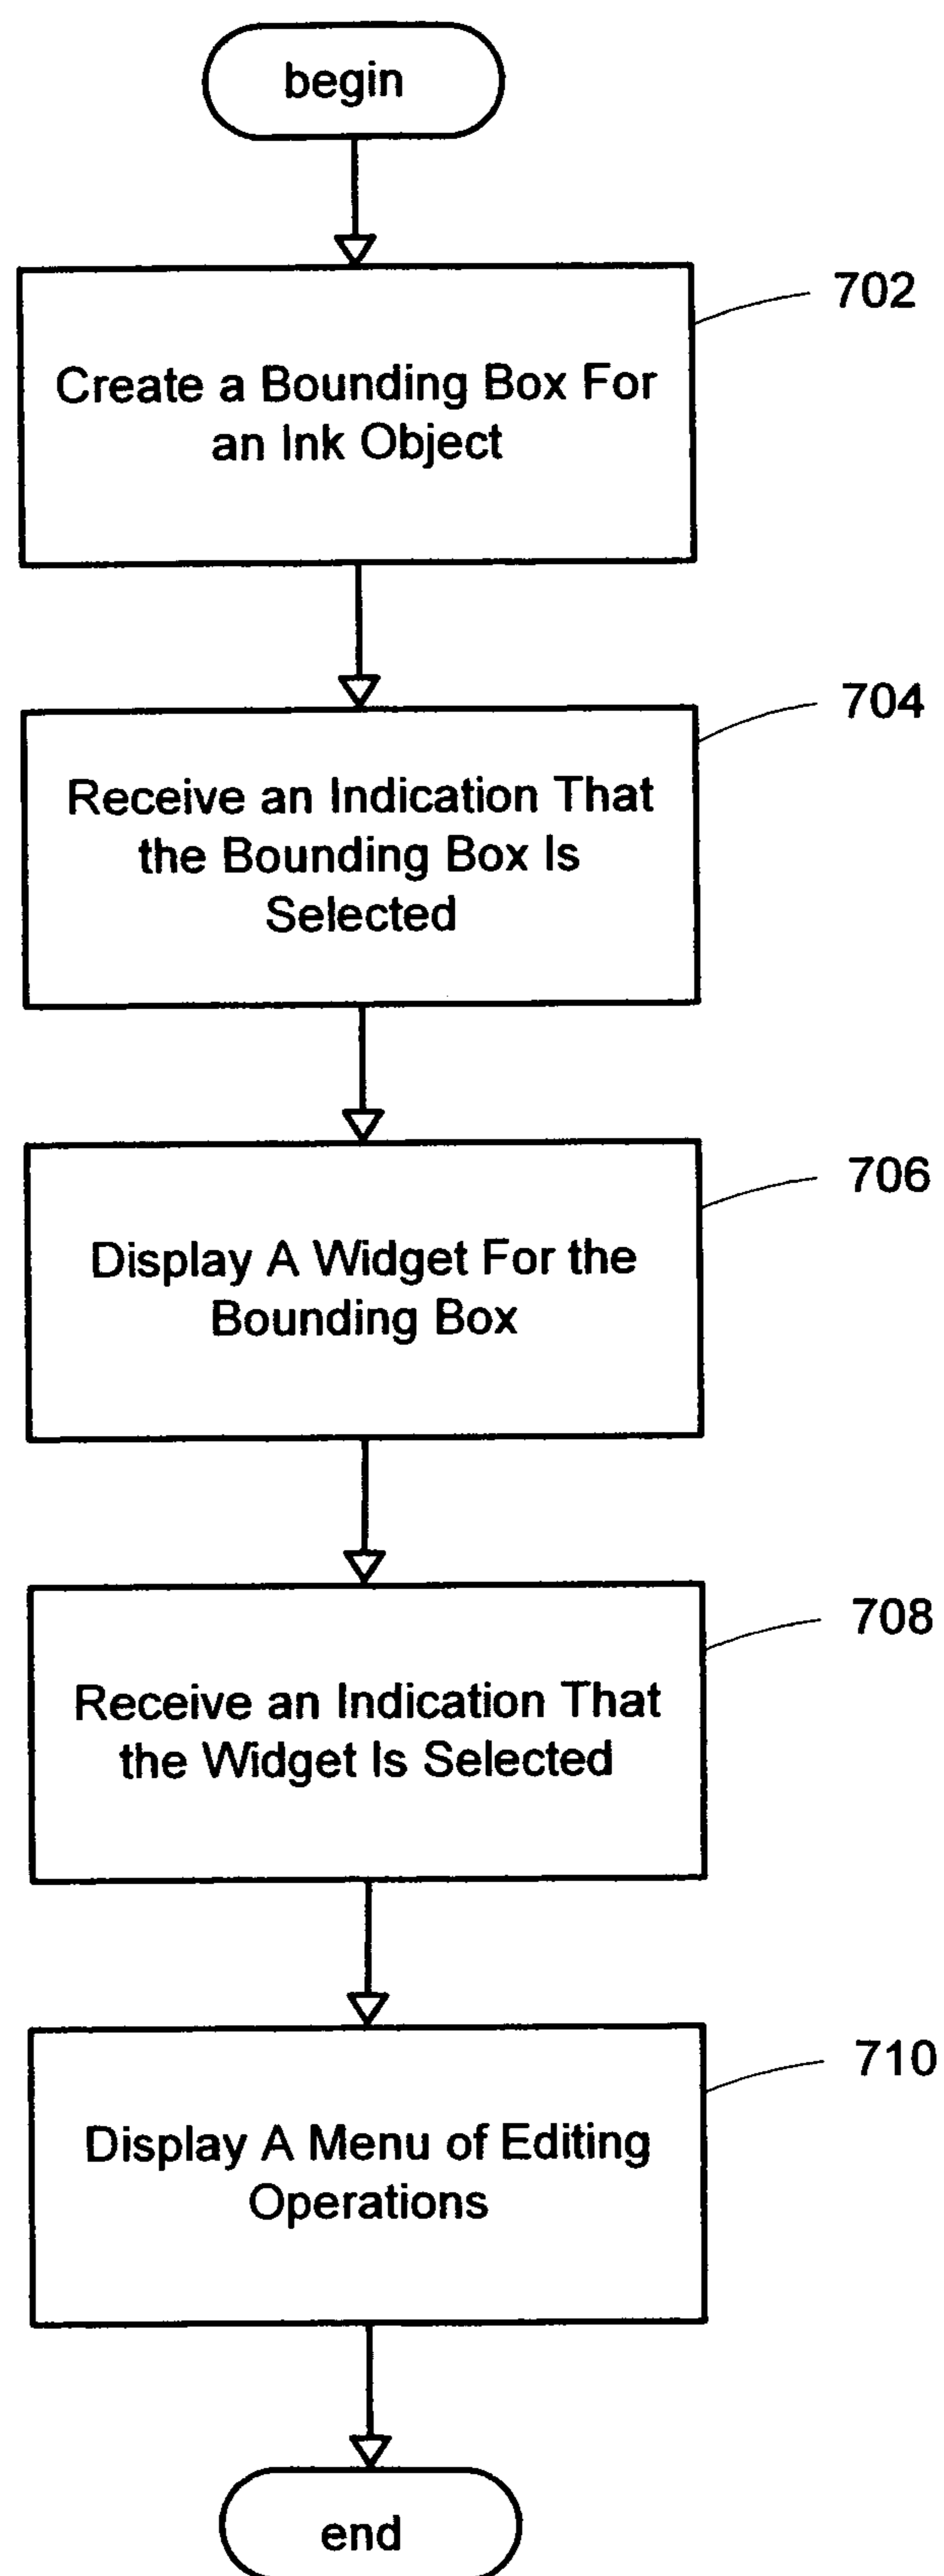 begin
702
Create a Bounding Box For
an Ink Object
704
Receive an Indication That
the Bounding Box Is
Selected
706
Display A Widget For the
Bounding Box
708
Receive an Indication That
the Widget Is Selected
710
Display A Menu of Editing
Operations
end